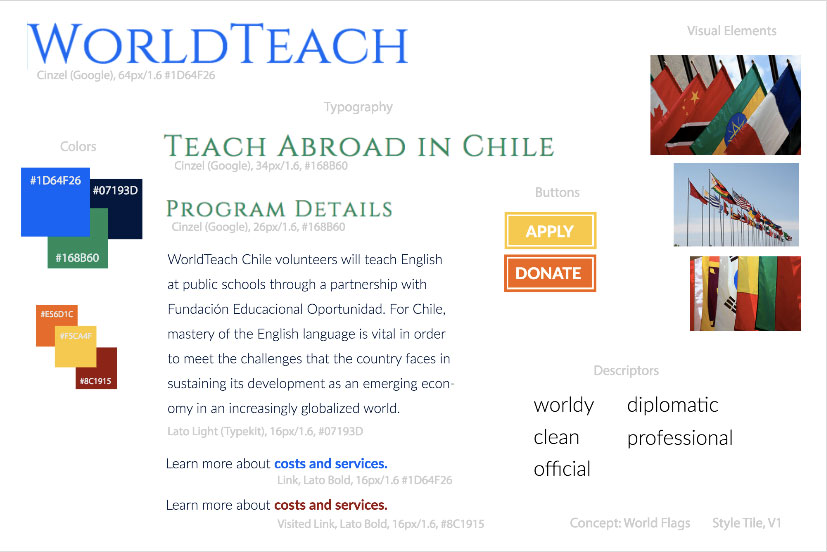 WorldTeach
Cinzel (Google), 64px/1.6 #1D64F26
Visual Elements
Typography
Colors
#1D64F26
#07193D
#168B60
#E56D1C
#F5CA4F
#8C1915
Teach Abroad in Chile
Cinzel (Google), 34px/1.6, #168B60
Program Details
Cinzel (Google), 26px/1.6, #168B60
WorldTeach Chile volunteers will teach English
at public schools through a partnership with
Fundación Educacional Oportunidad. For Chile,
mastery of the English language is vital in order
to meet the challenges that the country faces in
sustaining its development as an emerging econ-
omy in an increasingly globalized world.
Lato Light (Typekit), 16px/1.6, #07193D
Learn more about costs and services.
Link, Lato Bold, 16px/1.6 #1D64F26
Learn more about costs and services.
Visited Link, Lato Bold, 16px/1.6, #8C1915
Buttons
APPLY
DONATE
Descriptors
worldy diplomatic
clean professional
official
Concept: World Flags Style Tile, V1